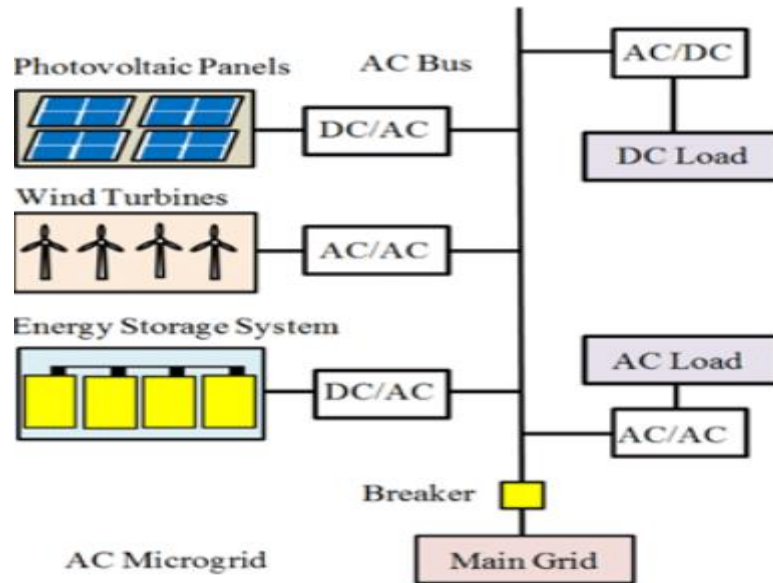 Photovoltaic Panels
AC Bus
AC/DC
DC/AC
DC Load
Wind Turbines
AC/AC
Energy Storage System
DC/AC
AC Load
AC/AC
Breaker
AC Microgrid
Main Grid